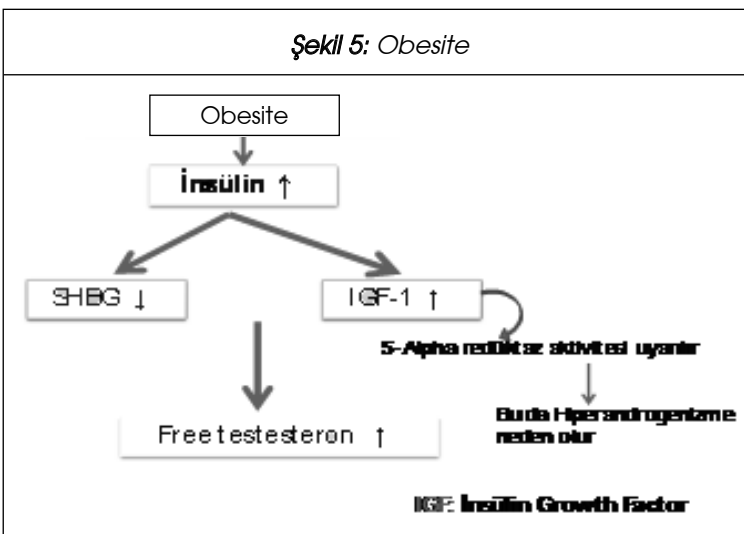 Şekil 5: Obesite
Obesite
İnsülin ↑
SHBG ↓
IGF-1 ↑
5-Alpha redüktaz aktivitesi uyarılır
Free testesteron ↑
Bu da Hiperandrogenizme
neden olur
IGF: İnsülin Growth Factor